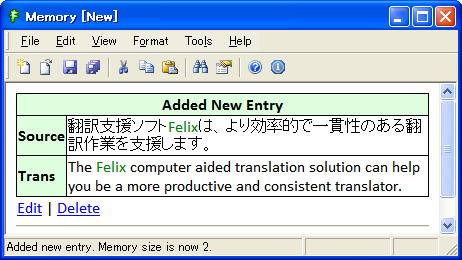 Memory [New]
File Edit View Format Tools Help
Added New Entry
Source 翻訳支援ソフトFelixは、より効率的で一貫性のある翻
訳作業を支援します。
Trans The Felix computer aided translation solution can help
you be a more productive and consistent translator.
Edit | Delete
Added new entry. Memory size is now 2.